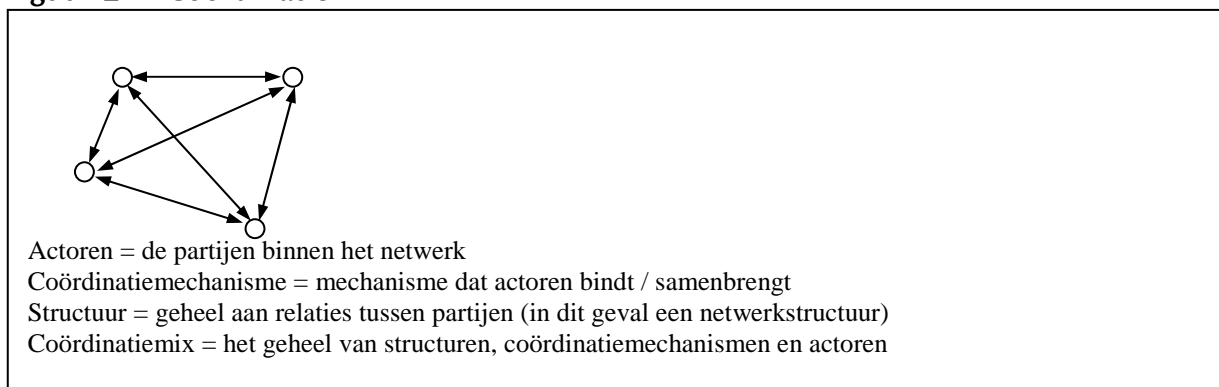 Actoren = de partijen binnen het netwerk
Coördinatiemechanisme = mechanisme dat actoren bindt / samenbrengt
Structuur = geheel aan relaties tussen partijen (in dit geval een netwerkstructuur)
Coördinatiemix = het geheel van structuren, coördinatiemechanismen en actoren